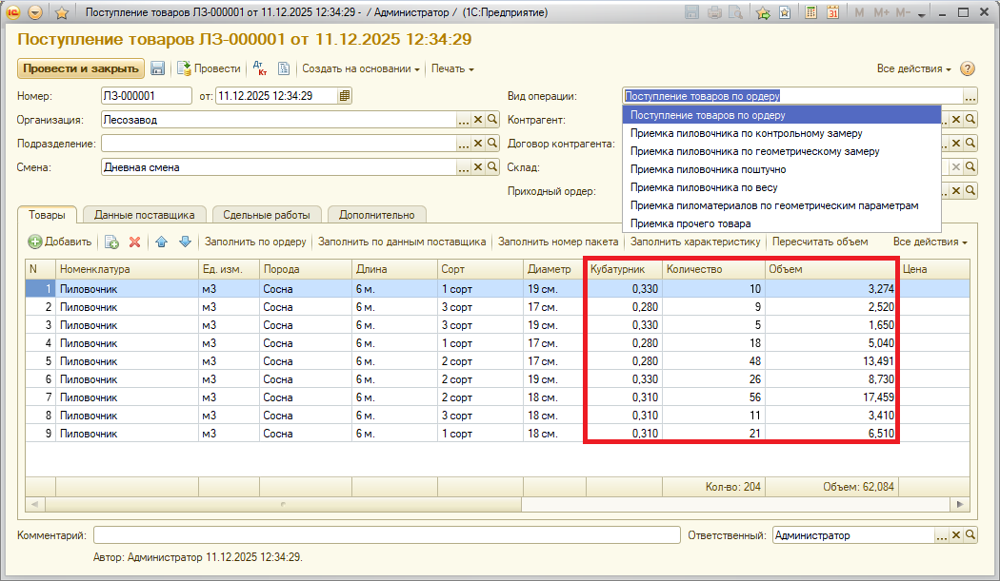 Поступление товаров ЛЗ-000001 от 11.12.2025 12:34:29 - / Администратор / (1С:Предприятие)
M M+ M-
Поступление товаров ЛЗ-000001 от 11.12.2025 12:34:29
Провести и закрыть Провести Дт Кт Создать на основании Печать Все действия ?
Номер: ЛЗ-000001 от: 11.12.2025 12:34:29 Вид операции: Поступление товаров по ордеру ...
Организация: Лесозавод ... Контрагент:
Подразделение: ... Договор контрагента:
Смена: Дневная смена ... Склад:
Приходный ордер:
Поступление товаров по ордеру
Приемка пиловочника по контрольному замеру
Приемка пиловочника по геометрическому замеру
Приемка пиловочника поштучно
Приемка пиловочника по весу
Приемка пиломатериалов по геометрическим параметрам
Приемка прочего товара
Товары Данные поставщика Сдельные работы Дополнительно
Добавить Заполнить по ордеру Заполнить по данным поставщика Заполнить номер пакета Заполнить характеристику Пересчитать объем Все действия
N Номенклатура Ед. изм. Порода Длина Сорт Диаметр Кубатурник Количество Объем Цена
1 Пиловочник м3 Сосна 6 м. 1 сорт 19 см. 0,330 10 3,274
2 Пиловочник м3 Сосна 6 м. 3 сорт 17 см. 0,280 9 2,520
3 Пиловочник м3 Сосна 6 м. 3 сорт 19 см. 0,330 5 1,650
4 Пиловочник м3 Сосна 6 м. 1 сорт 17 см. 0,280 18 5,040
5 Пиловочник м3 Сосна 6 м. 2 сорт 17 см. 0,280 48 13,491
6 Пиловочник м3 Сосна 6 м. 2 сорт 19 см. 0,330 26 8,730
7 Пиловочник м3 Сосна 6 м. 2 сорт 18 см. 0,310 56 17,459
8 Пиловочник м3 Сосна 6 м. 3 сорт 18 см. 0,310 11 3,410
9 Пиловочник м3 Сосна 6 м. 1 сорт 18 см. 0,310 21 6,510
Кол-во: 204 Объем: 62,084
Комментарий: Ответственный: Администратор ...
Автор: Администратор 11.12.2025 12:34:29.